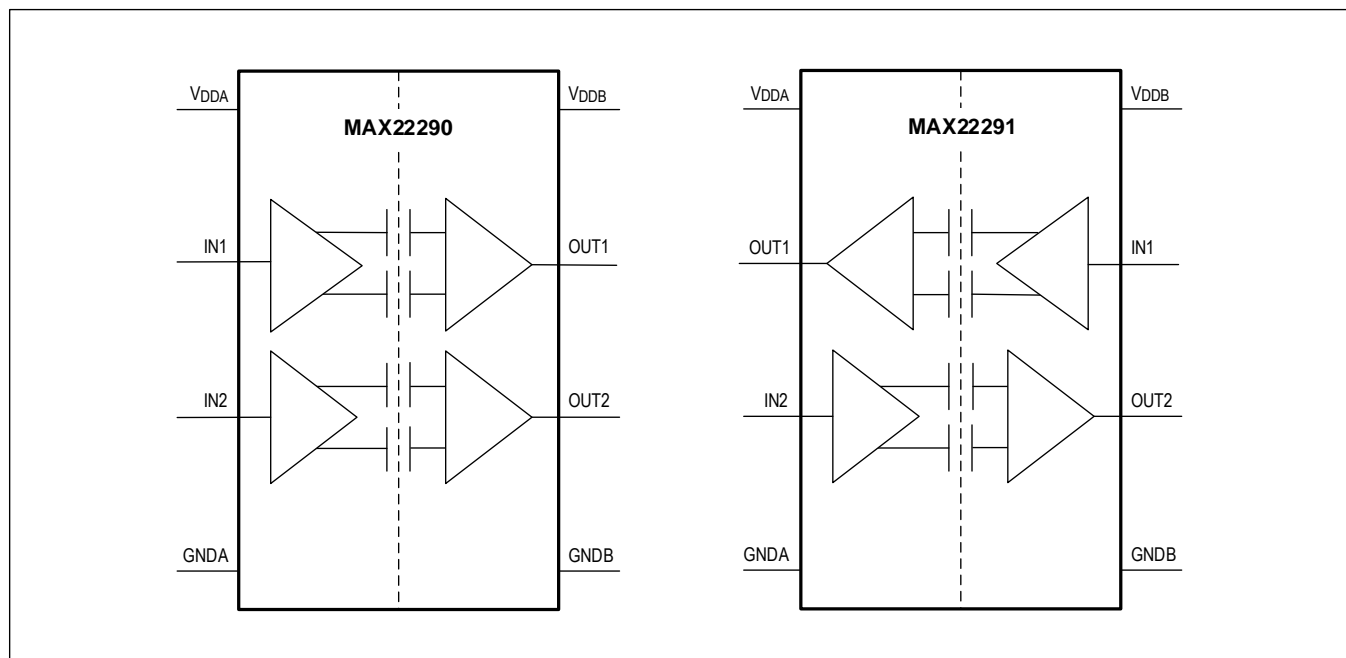 VDDA
VDDB
MAX22290
IN1
OUT1
IN2
OUT2
GNDA
GNDB
VDDA
VDDB
MAX22291
OUT1
IN1
IN2
OUT2
GNDA
GNDB